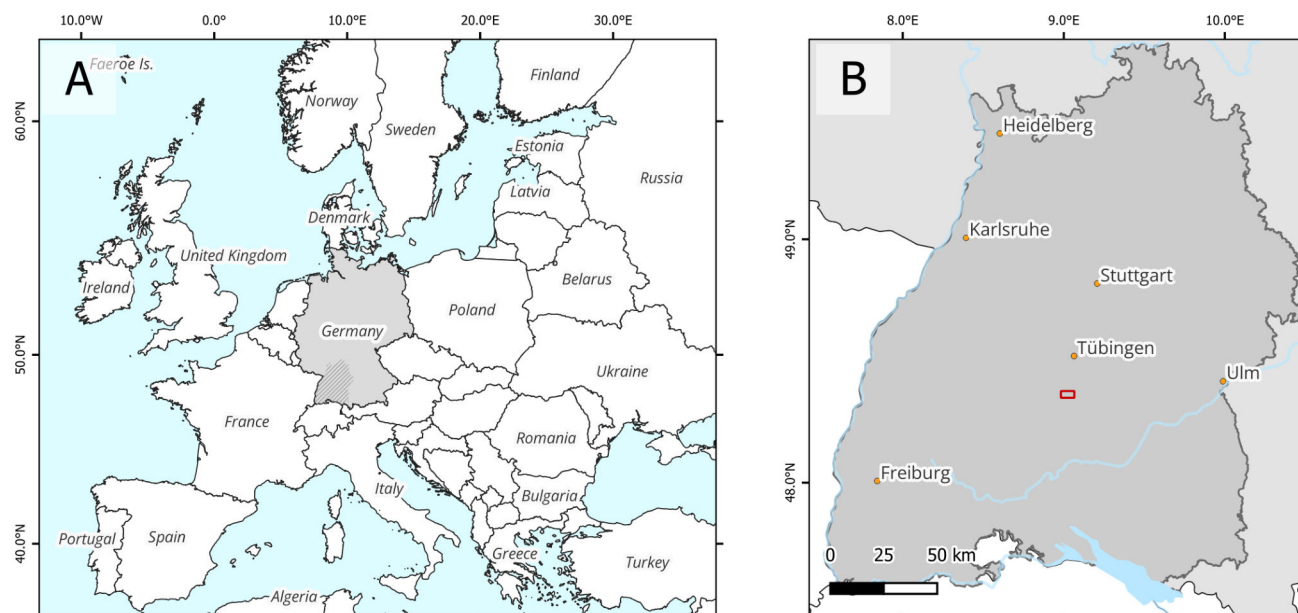 10.0°W 0.0° 10.0°E 20.0°E 30.0°E
A
Faeroe Is.
Norway
Finland
60.0°N
Sweden
Estonia
Russia
Latvia
Denmark
United Kingdom
Belarus
Ireland
Poland
Germany
50.0°N
Ukraine
France
Romania
Italy
Bulgaria
Portugal
Spain
40.0°N
Greece
Turkey
Algeria
8.0°E 9.0°E 10.0°E
B
Heidelberg
49.0°N
Karlsruhe
Stuttgart
Tübingen
Ulm
Freiburg
48.0°N
0 25 50 km